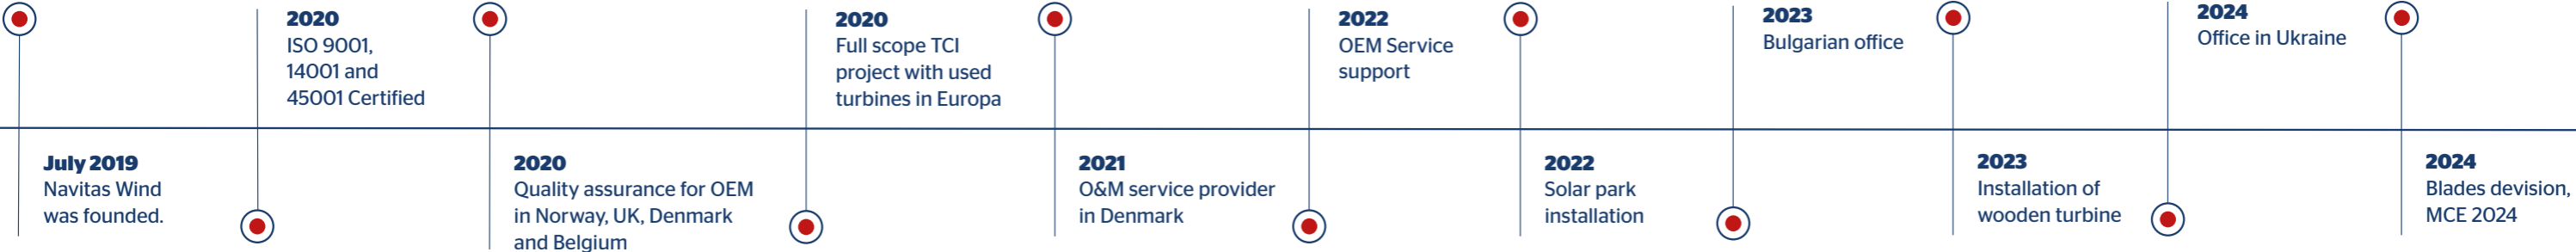 July 2019
Navitas Wind
was founded.
2020
ISO 9001,
14001 and
45001 Certified
2020
Quality assurance for OEM
in Norway, UK, Denmark
and Belgium
2020
Full scope TCI
project with used
turbines in Europa
2021
O&M service provider
in Denmark
2022
OEM Service
support
2022
Solar park
installation
2023
Bulgarian office
2023
Installation of
wooden turbine
2024
Office in Ukraine
2024
Blades devision,
MCE 2024